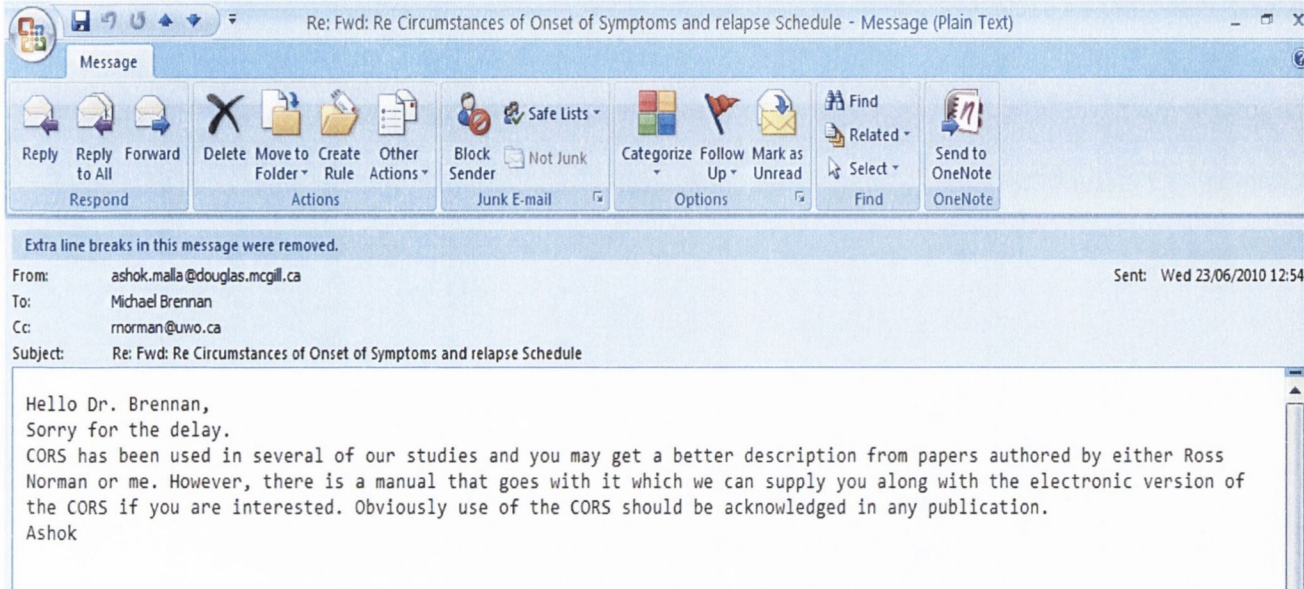 Re: Fwd: Re Circumstances of Onset of Symptoms and relapse Schedule - Message (Plain Text)
Message
Reply Reply to All Forward Delete Move to Folder Create Rule Other Actions Block Sender Safe Lists Not Junk Categorize Follow Up Mark as Unread Find Related Select Send to OneNote
Respond Actions Junk E-mail Options Find OneNote
Extra line breaks in this message were removed.
From: ashok.malla@douglas.mcgill.ca Sent: Wed 23/06/2010 12:54
To: Michael Brennan
Cc: rnorman@uwo.ca
Subject: Re: Fwd: Re Circumstances of Onset of Symptoms and relapse Schedule
Hello Dr. Brennan,
Sorry for the delay.
CORS has been used in several of our studies and you may get a better description from papers authored by either Ross
Norman or me. However, there is a manual that goes with it which we can supply you along with the electronic version of
the CORS if you are interested. Obviously use of the CORS should be acknowledged in any publication.
Ashok